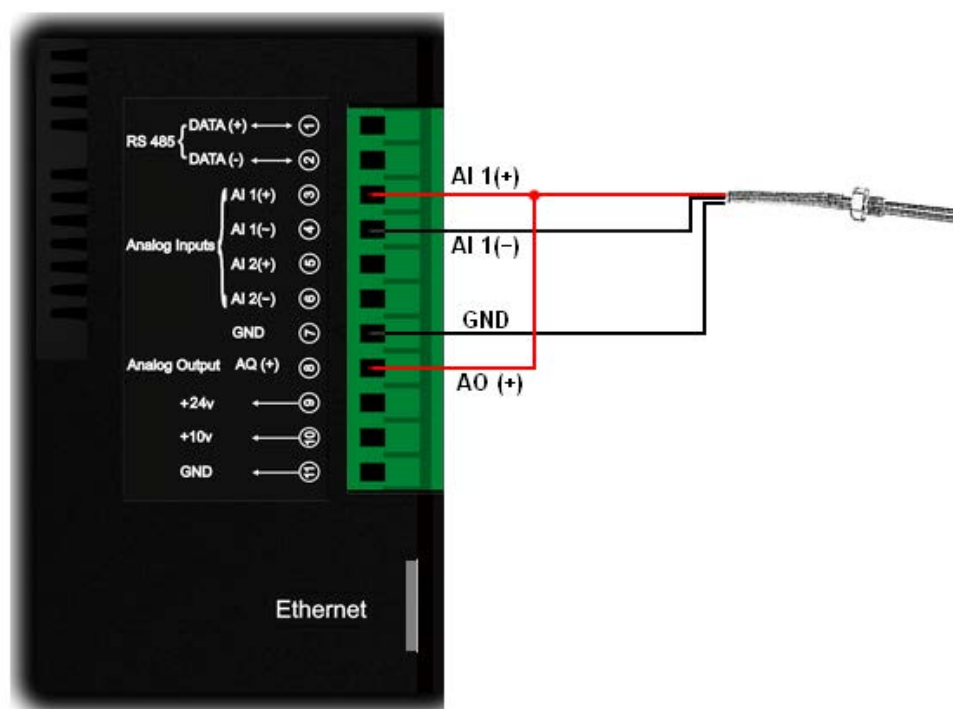 RS 485
DATA (+) 1
DATA (-) 2
Analog Inputs
AI 1(+) 3
AI 1(−) 4
AI 2(+) 5
AI 2(−) 6
GND 7
Analog Output AQ (+) 8
+24v 9
+10v 10
GND 11
Ethernet
AI 1(+)
AI 1(−)
GND
AO (+)